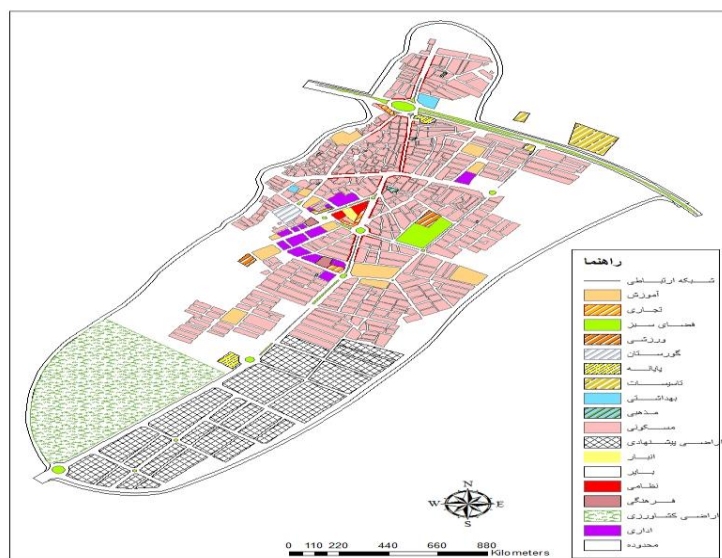 راهنما
شبکه ارتباطی
آموزش
تجاری
فضای سبز
ورزشی
گورستان
پایانه
تاسیسات
بهداشتی
مذهبی
مسکونی
اراضی پیشنهادی
انبار
بایر
نظامی
فرهنگی
اراضی کشاورزی
اداری
محدوده
N
W E
S
0 110 220 440 660 880
Kilometers